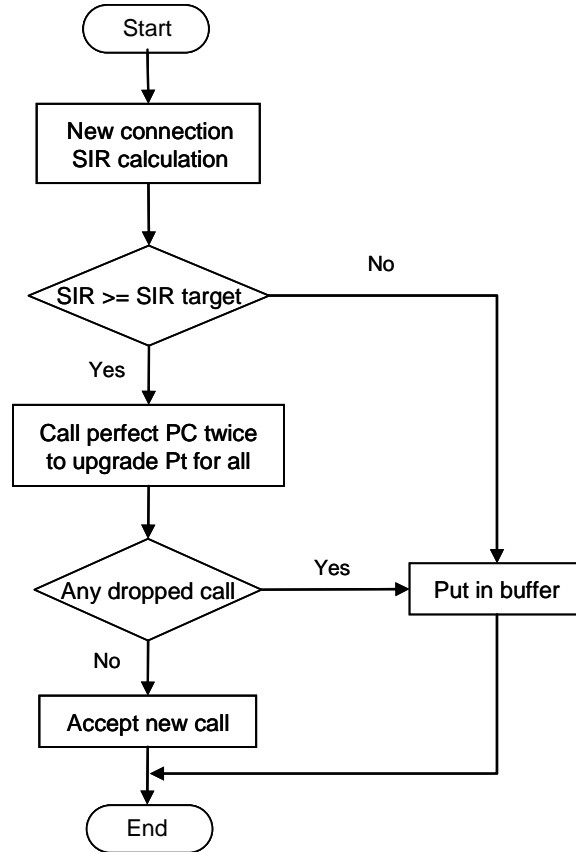 Start
New connection
SIR calculation
No
SIR >= SIR target
Yes
Call perfect PC twice
to upgrade Pt for all
Any dropped call
Yes
Put in buffer
No
Accept new call
End